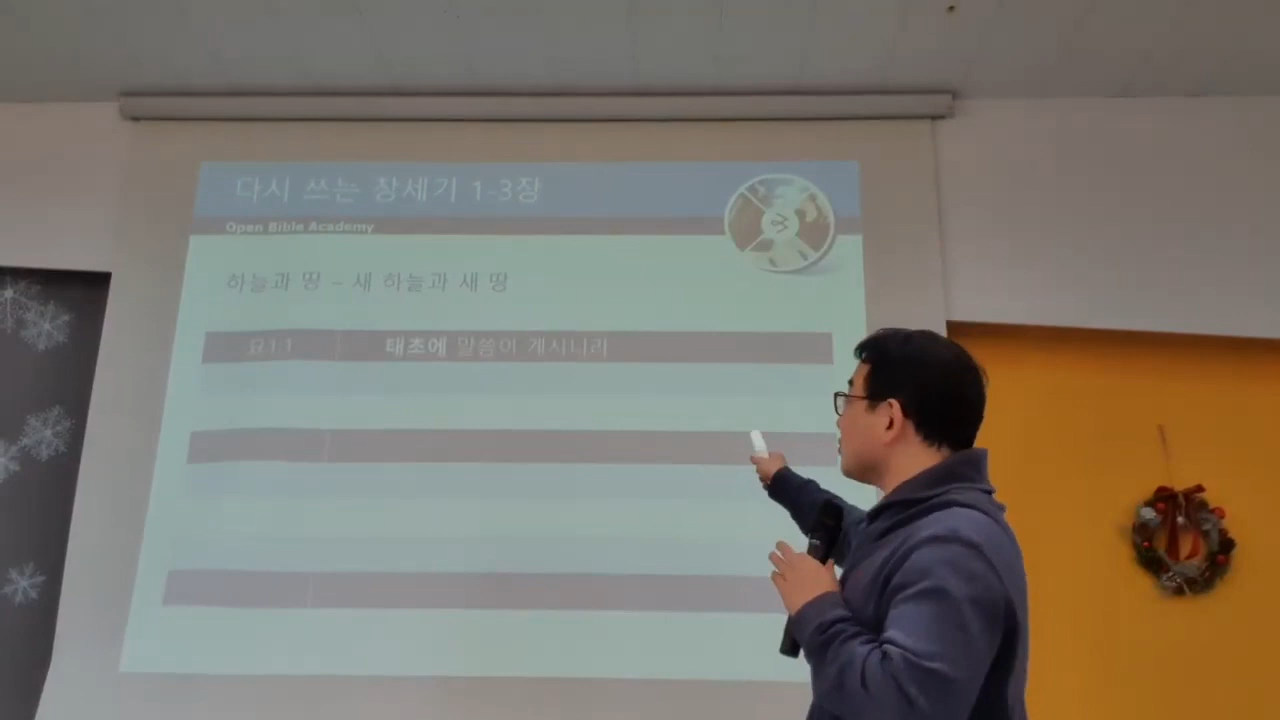 다시 쓰는 창세기 1-3장
Open Bible Academy
하늘과 땅 – 새 하늘과 새 땅
요1:1 태초에 말씀이 계시니라